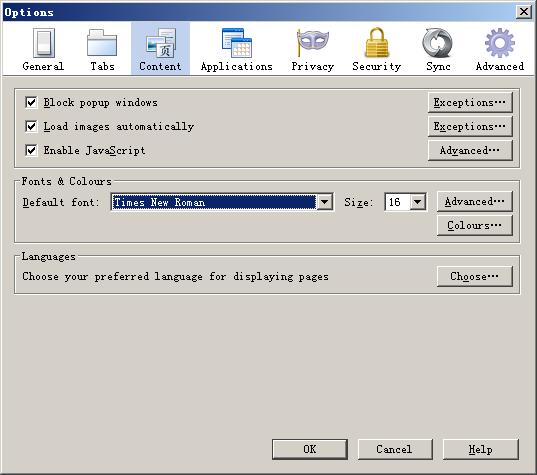 Options
General Tabs Content Applications Privacy Security Sync Advanced
Block popup windows Exceptions...
Load images automatically Exceptions...
Enable JavaScript Advanced...
Fonts & Colours
Default font: Times New Roman Size: 16 Advanced...
Colours...
Languages
Choose your preferred language for displaying pages Choose...
OK Cancel Help